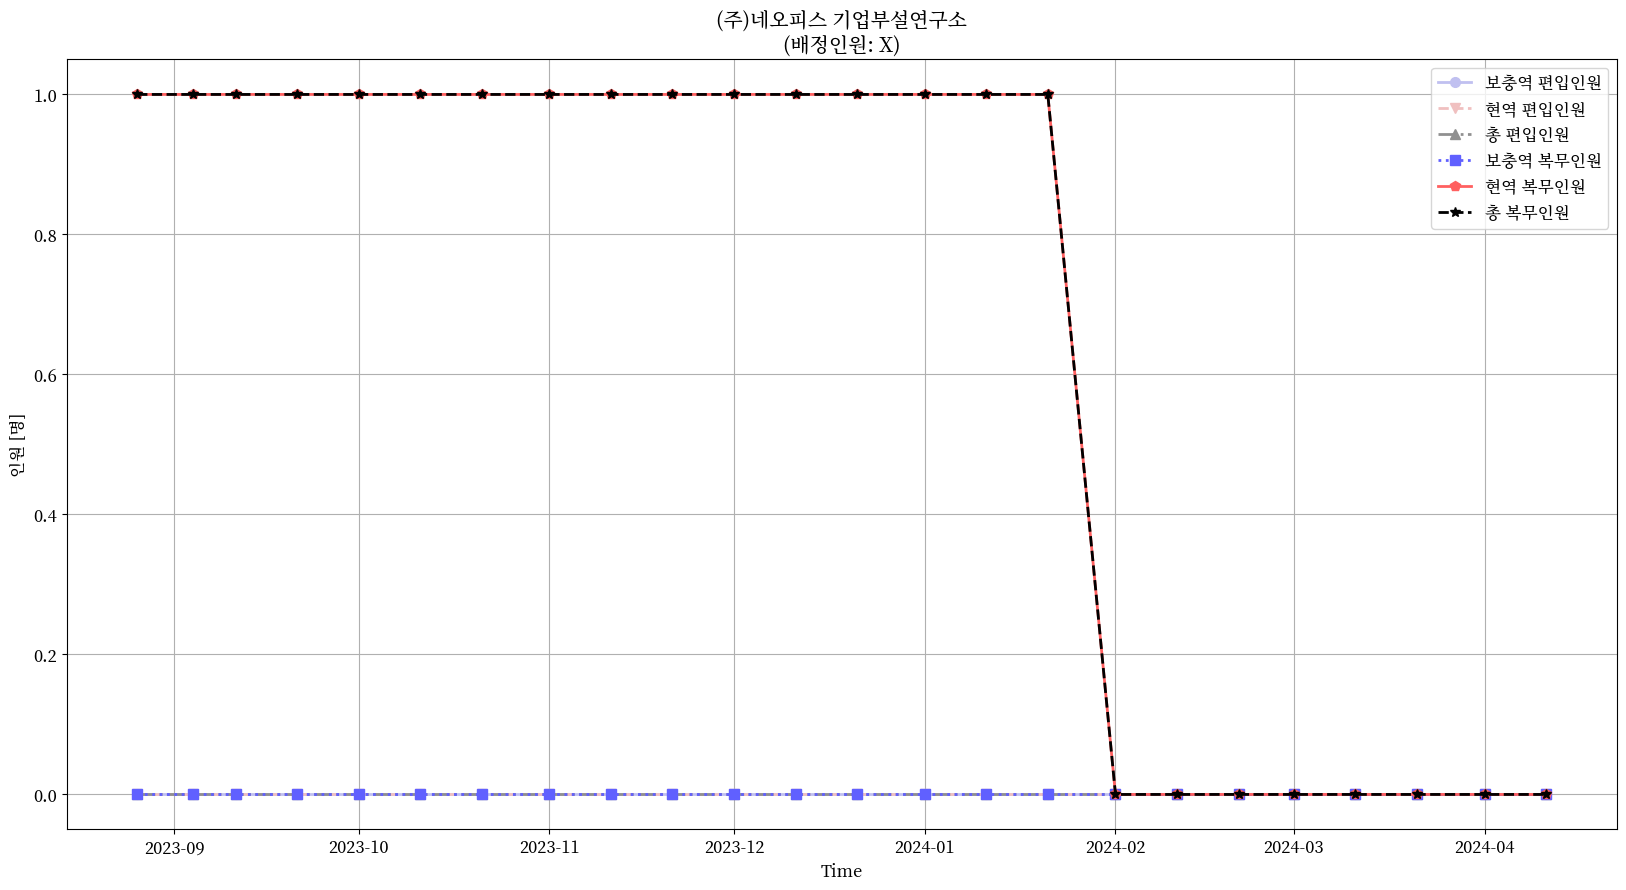 (주)네오피스 기업부설연구소
(배정인원: X)
보충역 편입인원
현역 편입인원
총 편입인원
보충역 복무인원
현역 복무인원
총 복무인원
인원 [명]
1.0
0.8
0.6
0.4
0.2
0.0
2023-09 2023-10 2023-11 2023-12 2024-01 2024-02 2024-03 2024-04
Time